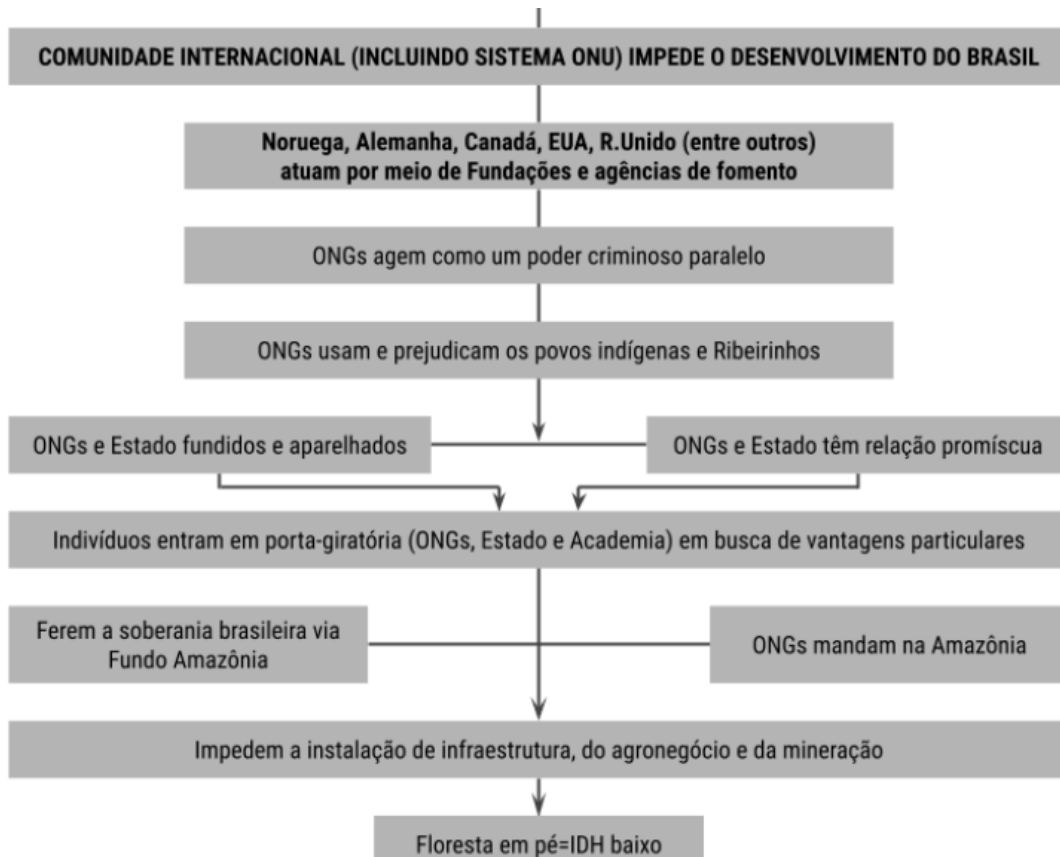 COMUNIDADE INTERNACIONAL (INCLUINDO SISTEMA ONU) IMPEDE O DESENVOLVIMENTO DO BRASIL
Noruega, Alemanha, Canadá, EUA, R.Unido (entre outros)
atuam por meio de Fundações e agências de fomento
ONGs agem como um poder criminoso paralelo
ONGs usam e prejudicam os povos indígenas e Ribeirinhos
ONGs e Estado fundidos e aparelhados
ONGs e Estado têm relação promíscua
Indivíduos entram em porta-giratória (ONGs, Estado e Academia) em busca de vantagens particulares
Ferem a soberania brasileira via
Fundo Amazônia
ONGs mandam na Amazônia
Impedem a instalação de infraestrutura, do agronegócio e da mineração
Floresta em pé=IDH baixo